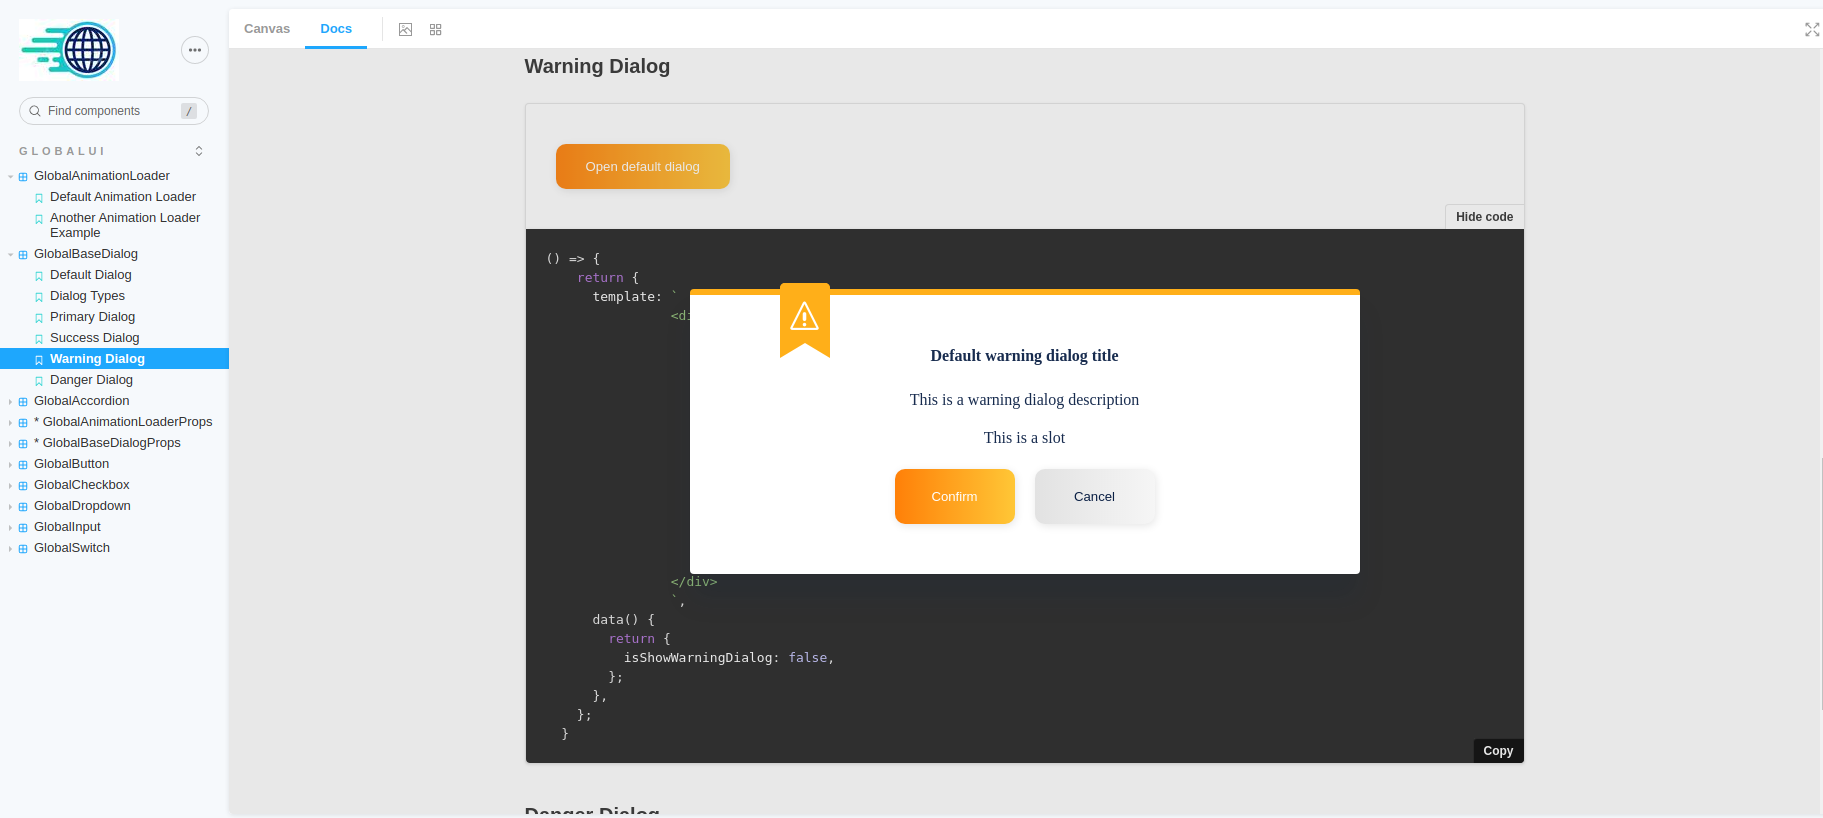 Canvas
Docs
Find components
/
GLOBALUI
GlobalAnimationLoader
Default Animation Loader
Another Animation Loader
Example
GlobalBaseDialog
Default Dialog
Dialog Types
Primary Dialog
Success Dialog
Warning Dialog
Danger Dialog
GlobalAccordion
* GlobalAnimationLoaderProps
* GlobalBaseDialogProps
GlobalButton
GlobalCheckbox
GlobalDropdown
GlobalInput
GlobalSwitch
Warning Dialog
Open default dialog
Hide code
() => {
return {
template: `
<di
Default warning dialog title
This is a warning dialog description
This is a slot
Confirm
Cancel
</div>
`,
data() {
return {
isShowWarningDialog: false,
};
},
};
}
Copy
Danger Dialog